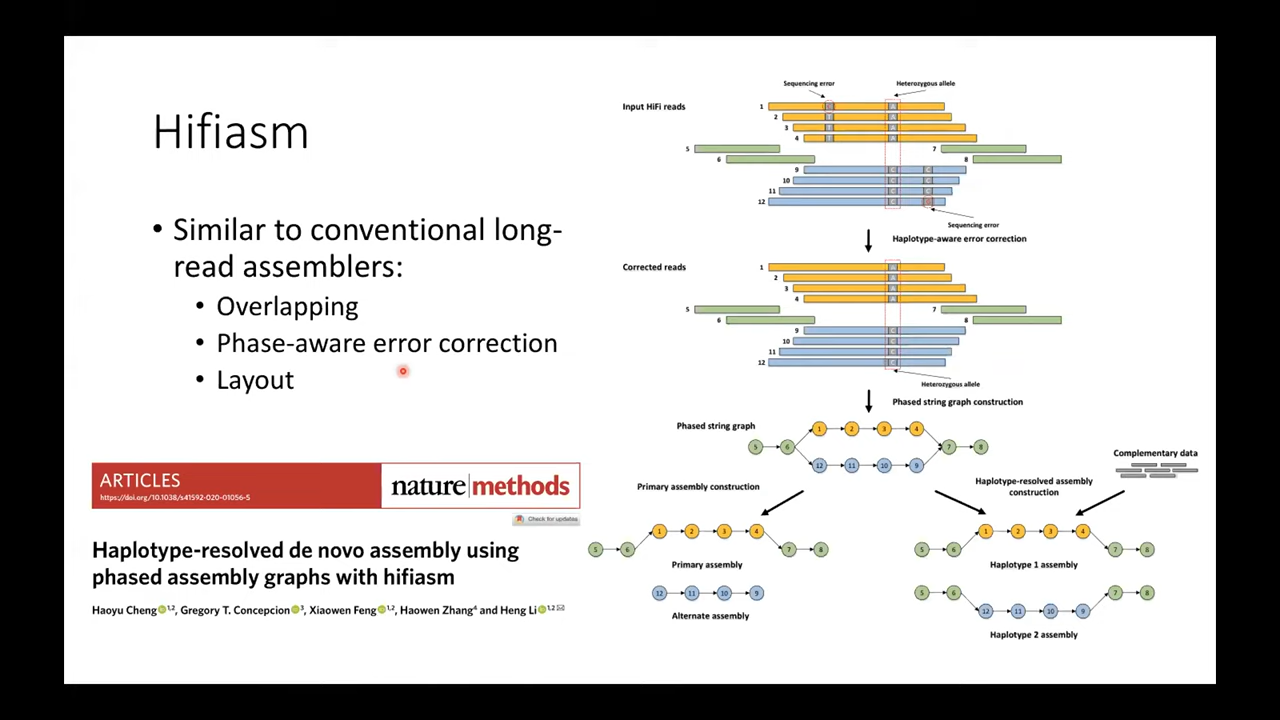 Hifiasm
• Similar to conventional long-
read assemblers:
• Overlapping
• Phase-aware error correction
• Layout
ARTICLES
https://doi.org/10.1038/s41592-020-01056-5
nature methods
Check for updates
Haplotype-resolved de novo assembly using
phased assembly graphs with hifiasm
Haoyu Cheng 1,2, Gregory T. Concepcion 3, Xiaowen Feng 1,2, Haowen Zhang 4 and Heng Li 1,2
Sequencing error
Heterozygous allele
Input HiFi reads
1
A
2
T
3
T
A
4
T
A
5
7
6
8
9
C
C
10
C
C
11
C
C
12
C
Sequencing error
Haplotype-aware error correction
Corrected reads
1
A
2
A
3
A
4
A
5
7
6
8
9
C
10
C
11
C
12
C
Heterozygous allele
Phased string graph construction
Phased string graph
1 2 3 4
5 6 7 8
12 11 10 9
Complementary data
Primary assembly construction
Haplotype-resolved assembly
construction
1 2 3 4
5 6 7 8
Primary assembly
12 11 10 9
Alternate assembly
1 2 3 4
5 6 7 8
Haplotype 1 assembly
5 6 7 8
12 11 10 9
Haplotype 2 assembly